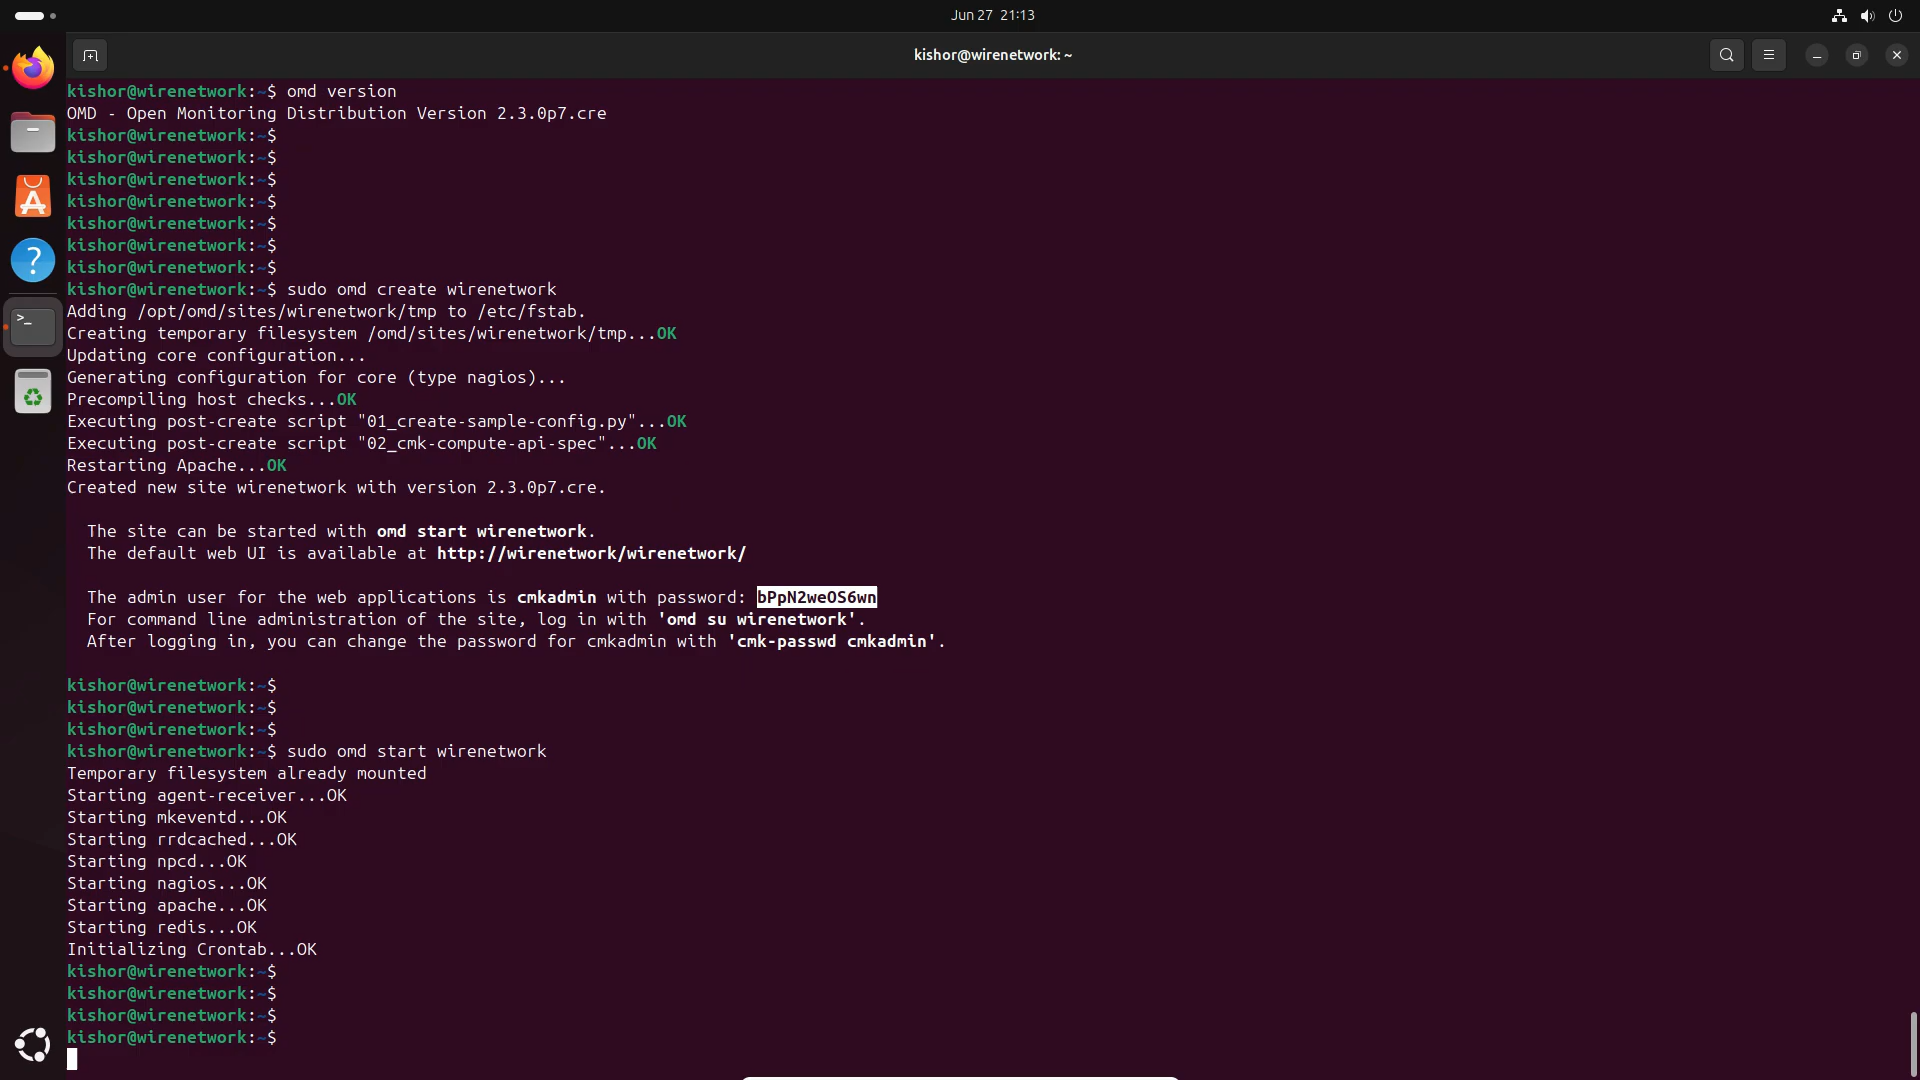 Jun 27 21:13
kishor@wirenetwork: ~
kishor@wirenetwork:~$ omd version
OMD - Open Monitoring Distribution Version 2.3.0p7.cre
kishor@wirenetwork:~$
kishor@wirenetwork:~$
kishor@wirenetwork:~$
kishor@wirenetwork:~$
kishor@wirenetwork:~$
kishor@wirenetwork:~$
kishor@wirenetwork:~$
kishor@wirenetwork:~$ sudo omd create wirenetwork
Adding /opt/omd/sites/wirenetwork/tmp to /etc/fstab.
Creating temporary filesystem /omd/sites/wirenetwork/tmp...OK
Updating core configuration...
Generating configuration for core (type nagios)...
Precompiling host checks...OK
Executing post-create script "01_create-sample-config.py"...OK
Executing post-create script "02_cmk-compute-api-spec"...OK
Restarting Apache...OK
Created new site wirenetwork with version 2.3.0p7.cre.
The site can be started with omd start wirenetwork.
The default web UI is available at http://wirenetwork/wirenetwork/
The admin user for the web applications is cmkadmin with password: bPpN2weOS6wn
For command line administration of the site, log in with 'omd su wirenetwork'.
After logging in, you can change the password for cmkadmin with 'cmk-passwd cmkadmin'.
kishor@wirenetwork:~$
kishor@wirenetwork:~$
kishor@wirenetwork:~$
kishor@wirenetwork:~$ sudo omd start wirenetwork
Temporary filesystem already mounted
Starting agent-receiver...OK
Starting mkeventd...OK
Starting rrdcached...OK
Starting npcd...OK
Starting nagios...OK
Starting apache...OK
Starting redis...OK
Initializing Crontab...OK
kishor@wirenetwork:~$
kishor@wirenetwork:~$
kishor@wirenetwork:~$
kishor@wirenetwork:~$